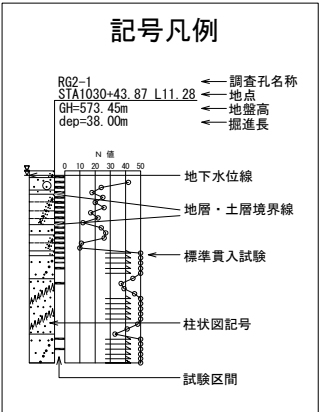 記号凡例
RG2-1 調査孔名称
STA1030+43.87 L11.28 地点
GH=573.45m 地盤高
dep=38.00m 掘進長
N 値
0 10 20 30 40 50
地下水位線
地層・土層境界線
標準貫入試験
柱状図記号
試験区間